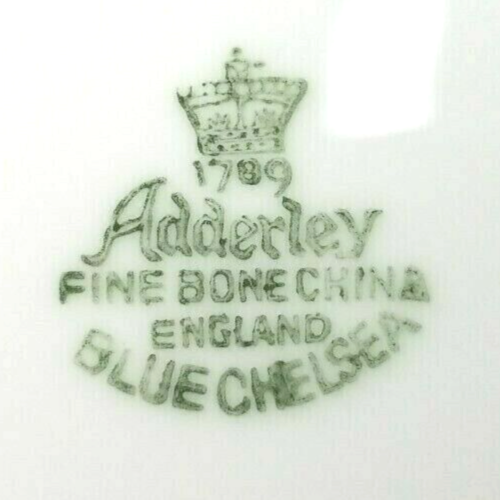 1789
Adderley
FINE BONE CHINA
ENGLAND
BLUE CHELSEA